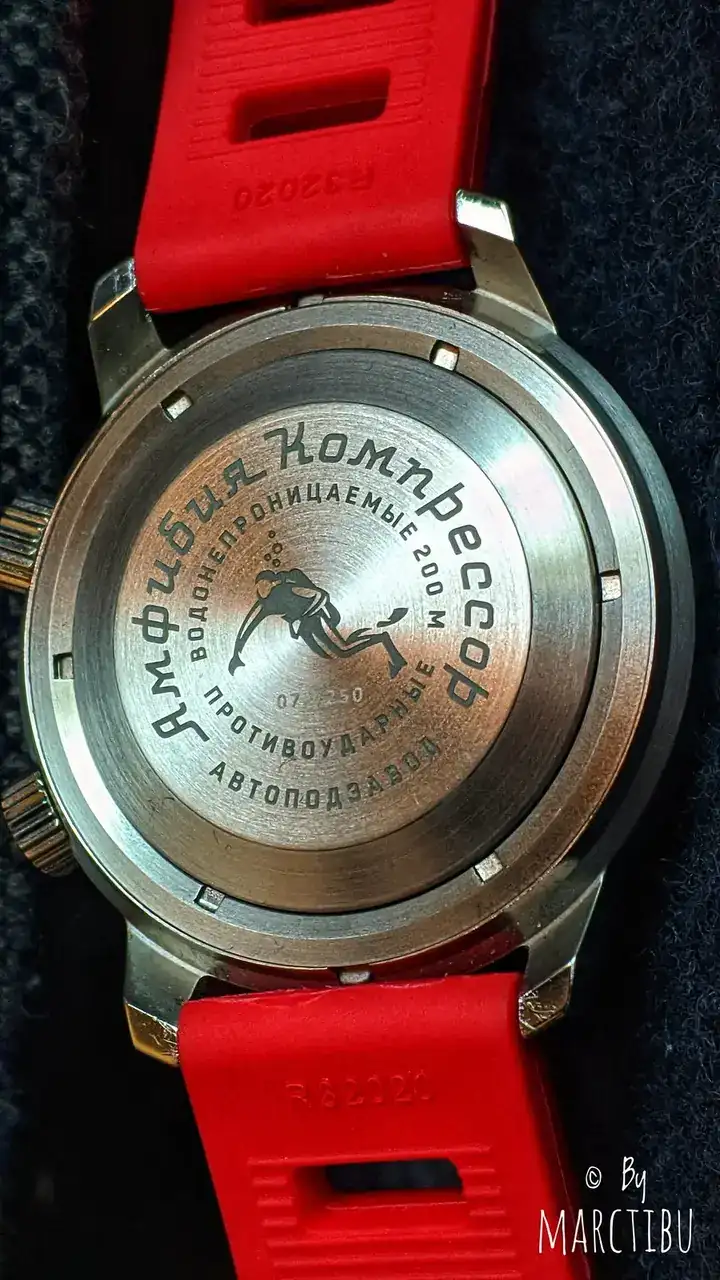 R32020
Амфибия Компрессор
ВОДОНЕПРОНИЦАЕМЫЕ 200 М
ПРОТИВОУДАРНЫЕ
АВТОПОДЗАВОД
R32020
© By
MARCTIBU